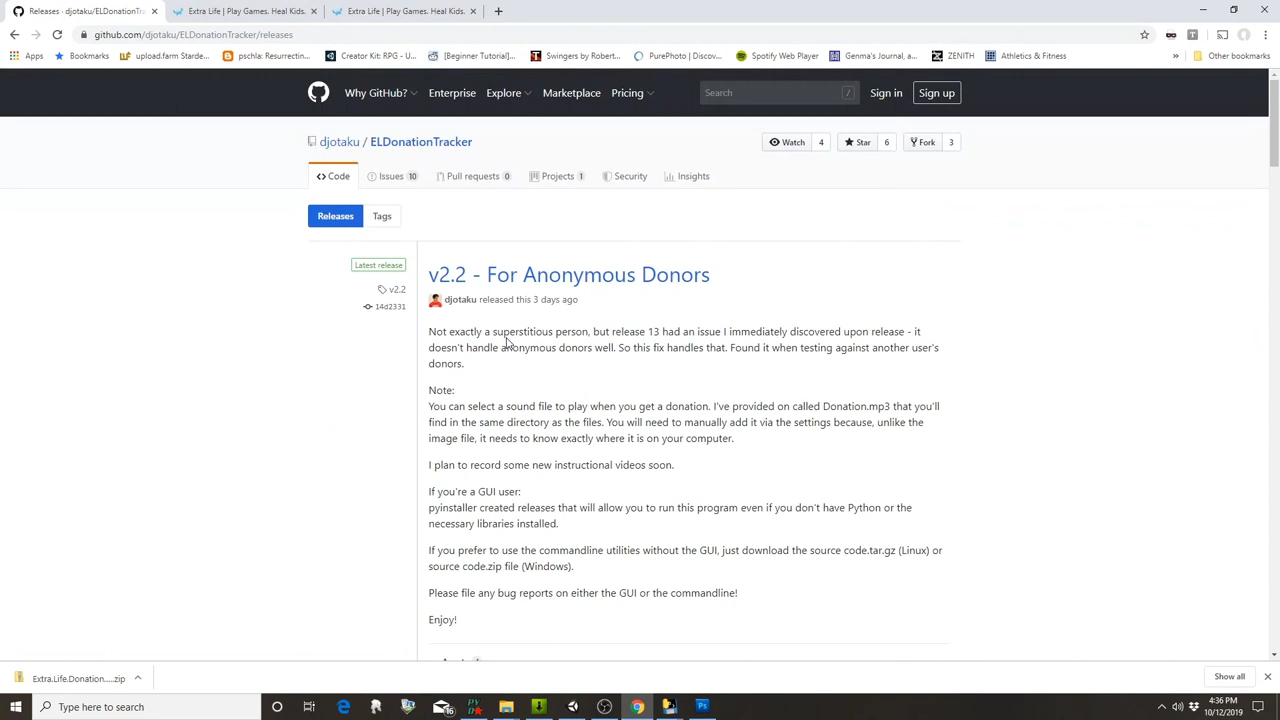 Releases · djotaku/ELDonationTra
Extra Life | Play Games. Heal Kids.
Extra Life | Play Games. Heal Kids.
github.com/djotaku/ELDonationTracker/releases
Apps
Bookmarks
upload.farm Starde...
pschla: Resurrectin...
Creator Kit: RPG - U...
[Beginner Tutorial]...
Swingers by Robert...
PurePhoto | Discov...
Spotify Web Player
Genma's Journal, a...
ZENITH
Athletics & Fitness
»
Other bookmarks
Why GitHub?
Enterprise
Explore
Marketplace
Pricing
Search
/
Sign in
Sign up
djotaku / ELDonationTracker
Watch 4
Star 6
Fork 3
Code
Issues 10
Pull requests 0
Projects 1
Security
Insights
Releases
Tags
Latest release
v2.2
14d2331
v2.2 - For Anonymous Donors
djotaku released this 3 days ago
Not exactly a superstitious person, but release 13 had an issue I immediately discovered upon release - it
doesn't handle anonymous donors well. So this fix handles that. Found it when testing against another user's
donors.
Note:
You can select a sound file to play when you get a donation. I've provided on called Donation.mp3 that you'll
find in the same directory as the files. You will need to manually add it via the settings because, unlike the
image file, it needs to know exactly where it is on your computer.
I plan to record some new instructional videos soon.
If you're a GUI user:
pyinstaller created releases that will allow you to run this program even if you don't have Python or the
necessary libraries installed.
If you prefer to use the commandline utilities without the GUI, just download the source code.tar.gz (Linux) or
source code.zip file (Windows).
Please file any bug reports on either the GUI or the commandline!
Enjoy!
Extra.Life.Donation.....zip
Show all
Type here to search
16
4:36 PM
10/12/2019